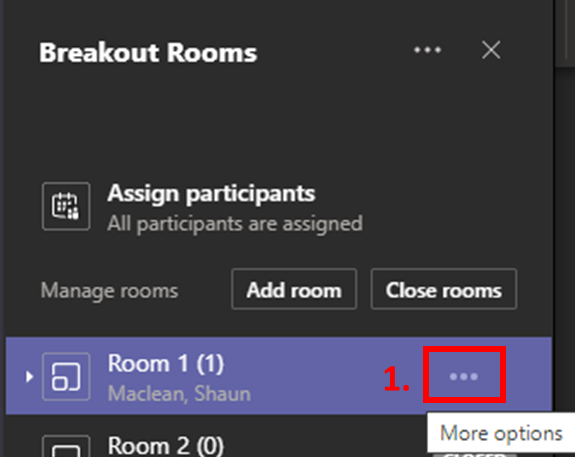 Breakout Rooms
Assign participants
All participants are assigned
Manage rooms Add room Close rooms
Room 1 (1)
Maclean, Shaun
1.
More options
Room 2 (0)